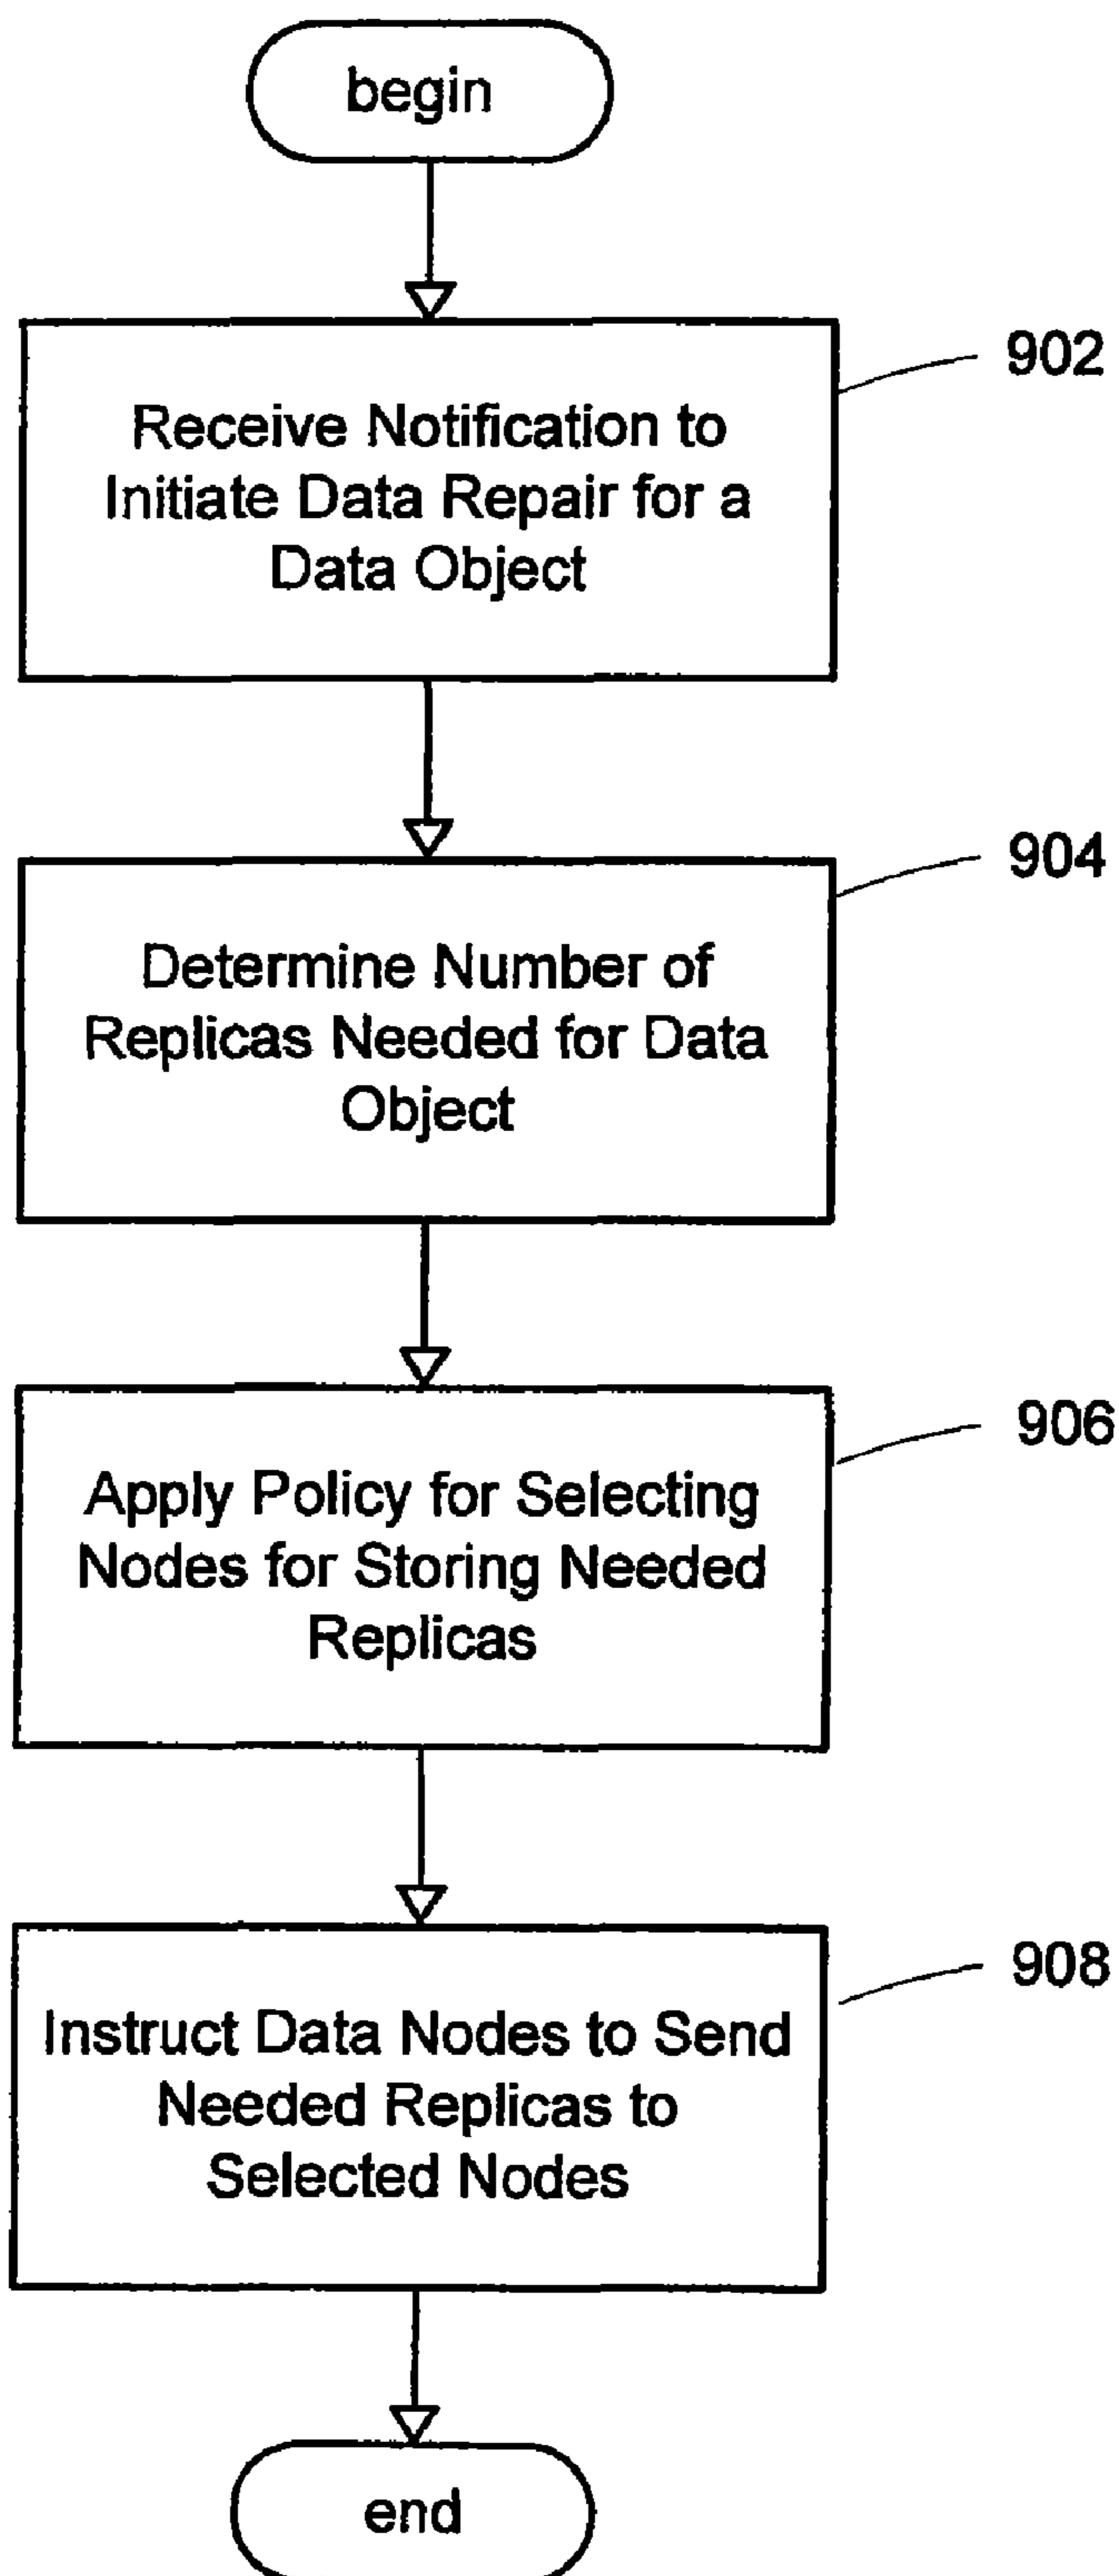 begin
902
Receive Notification to
Initiate Data Repair for a
Data Object
904
Determine Number of
Replicas Needed for Data
Object
906
Apply Policy for Selecting
Nodes for Storing Needed
Replicas
908
Instruct Data Nodes to Send
Needed Replicas to
Selected Nodes
end